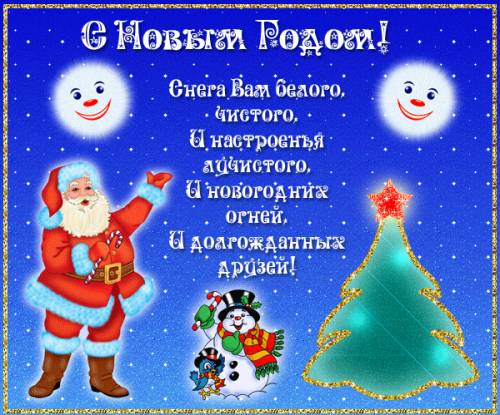 С Новым Годом!
Снега Вам белого,
чистого,
И настроенья
лучистого,
И новогодних
огней,
И долгожданных
друзей!